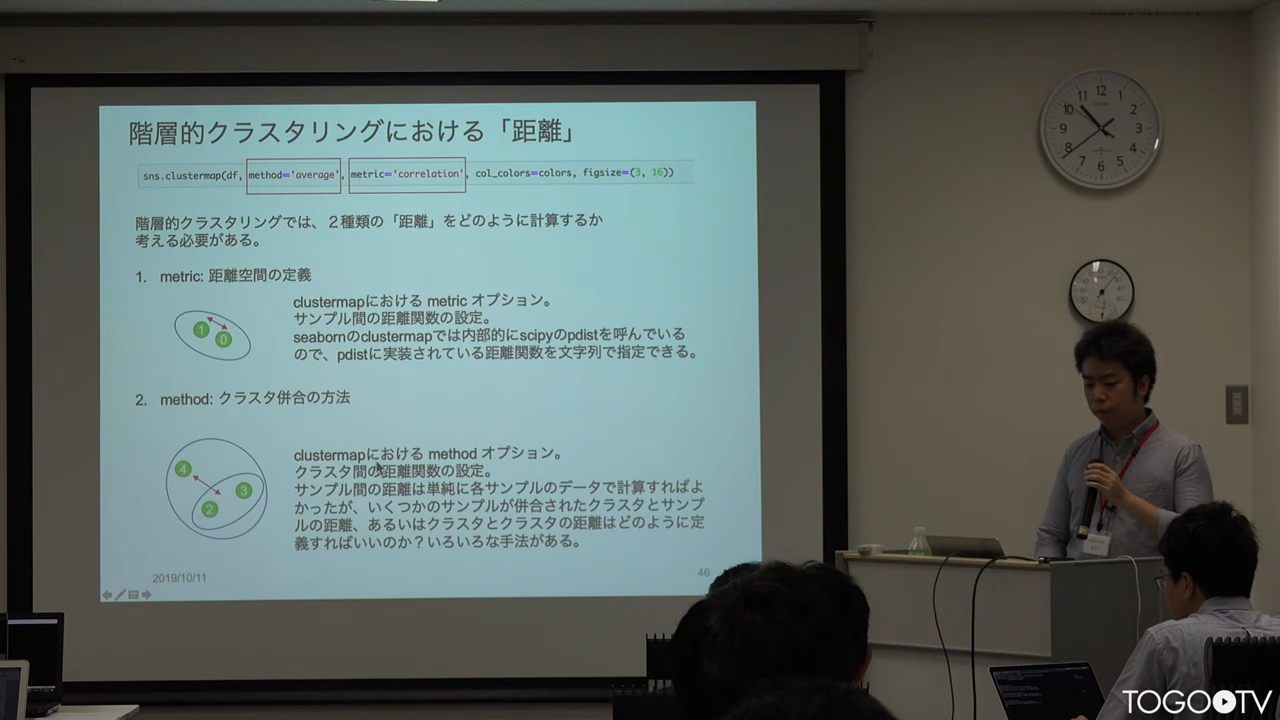 階層的クラスタリングにおける「距離」
sns.clustermap(df, method='average', metric='correlation', col_colors=colors, figsize=(3, 16))
階層的クラスタリングでは、２種類の「距離」をどのように計算するか
考える必要がある。
1. metric: 距離空間の定義
clustermapにおける metric オプション。
サンプル間の距離関数の設定。
seabornのclustermapでは内部的にscipyのpdistを呼んでいる
ので、pdistに実装されている距離関数を文字列で指定できる。
1
0
2. method: クラスタ併合の方法
clustermapにおける method オプション。
クラスタ間の距離関数の設定。
サンプル間の距離は単純に各サンプルのデータで計算すればよ
かったが、いくつかのサンプルが併合されたクラスタとサンプ
ルの距離、あるいはクラスタとクラスタの距離はどのように定
義すればいいのか？いろいろな手法がある。
4
3
2
2019/10/11
46
12
1
2
3
4
5
6
7
8
9
10
11
TOGOTV